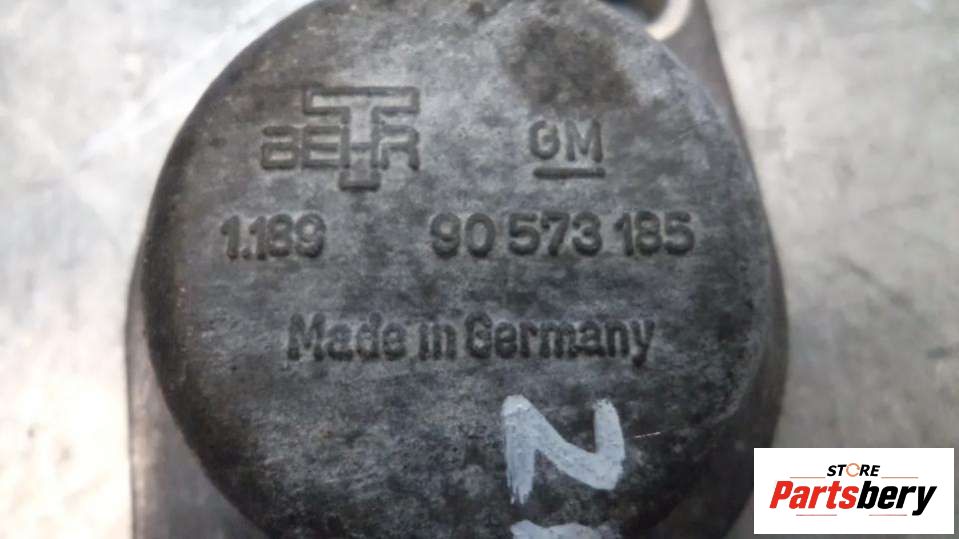 BEHR GM
1.189 90 573 185
Made in Germany
N
STORE
Partsbery